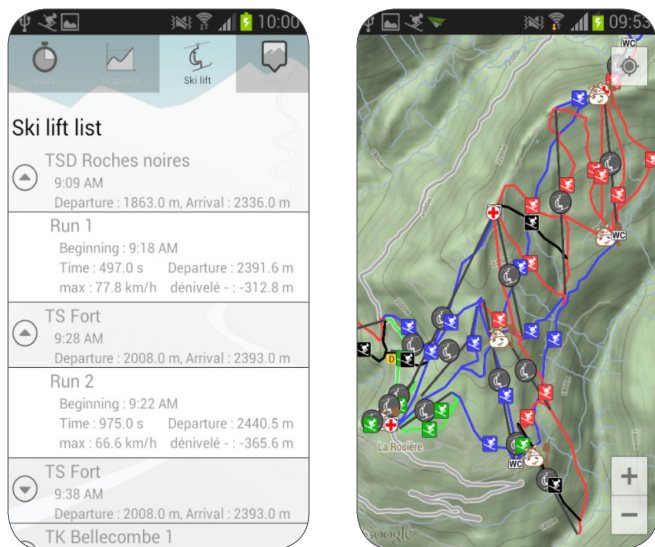 10:00
Ski lift
Ski lift list
TSD Roches noires
9:09 AM
Departure : 1863.0 m, Arrival : 2336.0 m
Run 1
Beginning : 9:18 AM
Time : 497.0 s Departure : 2391.6 m
max : 77.8 km/h dénivelé - : -312.8 m
TS Fort
9:28 AM
Departure : 2008.0 m, Arrival : 2393.0 m
Run 2
Beginning : 9:22 AM
Time : 975.0 s Departure : 2440.5 m
max : 66.6 km/h dénivelé - : -365.6 m
TS Fort
9:38 AM
Departure : 2008.0 m, Arrival : 2393.0 m
TK Bellecombe 1
09:53
WC
WC
D
La Rosière
WC
Google
+
−